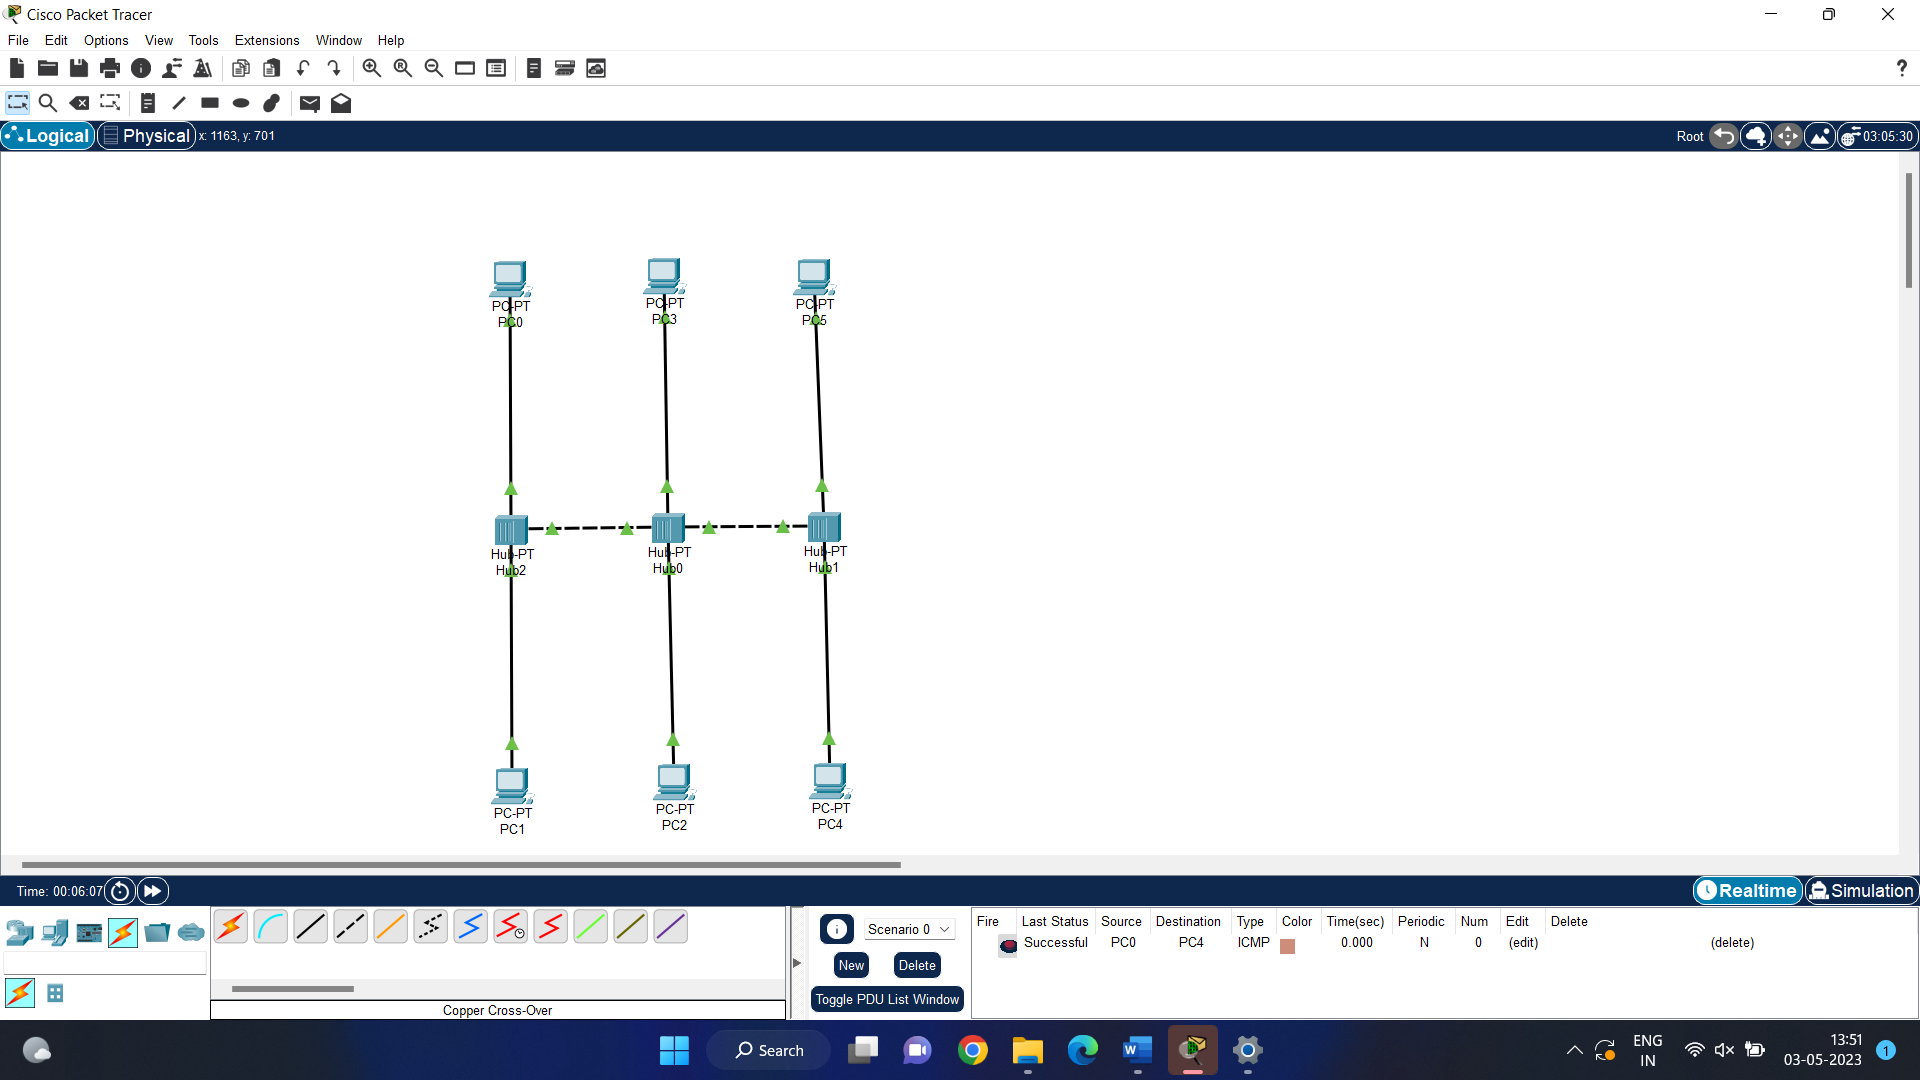 Cisco Packet Tracer
File Edit Options View Tools Extensions Window Help
Logical Physical x: 1163, y: 701 Root 03:05:30
PC-PT
PC0
PC-PT
PC3
PC-PT
PC5
Hub-PT
Hub2
Hub-PT
Hub0
Hub-PT
Hub1
PC-PT
PC1
PC-PT
PC2
PC-PT
PC4
Time: 00:06:07 Realtime Simulation
Scenario 0
New Delete
Toggle PDU List Window
Fire Last Status Source Destination Type Color Time(sec) Periodic Num Edit Delete
Successful PC0 PC4 ICMP 0.000 N 0 (edit) (delete)
Copper Cross-Over
Search
ENG
IN
13:51
03-05-2023
1